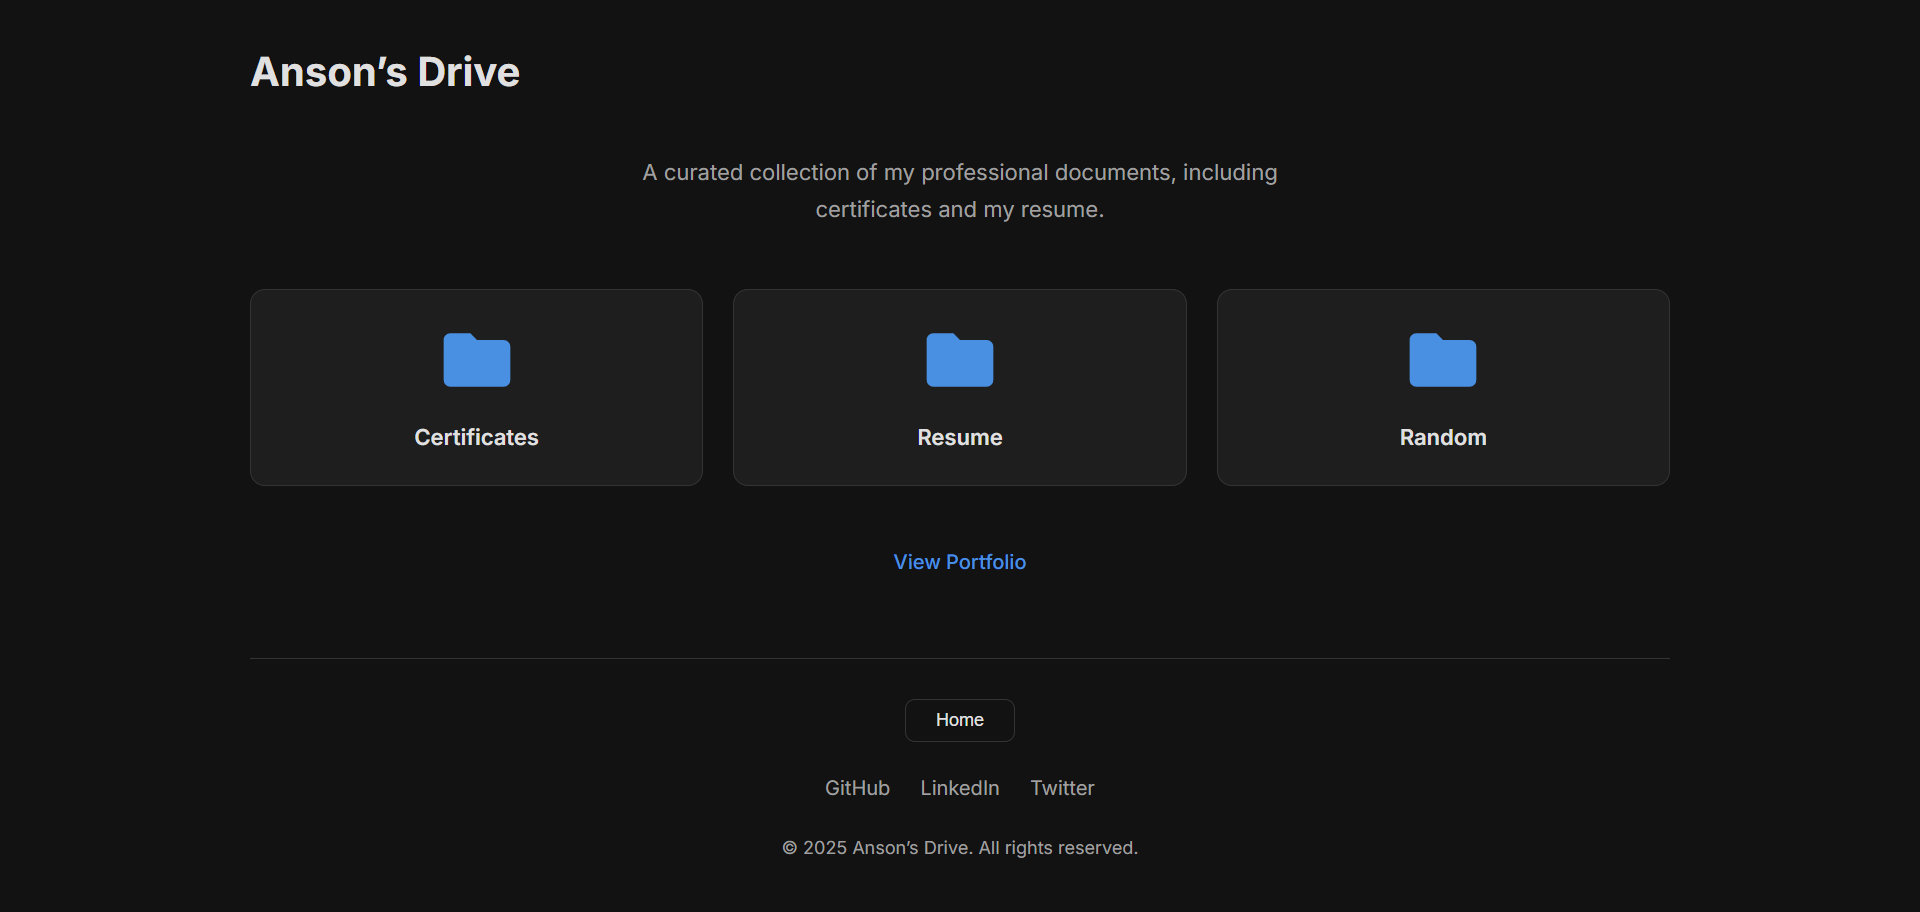 Anson’s Drive
A curated collection of my professional documents, including
certificates and my resume.
Certificates
Resume
Random
View Portfolio
Home
GitHub LinkedIn Twitter
© 2025 Anson’s Drive. All rights reserved.